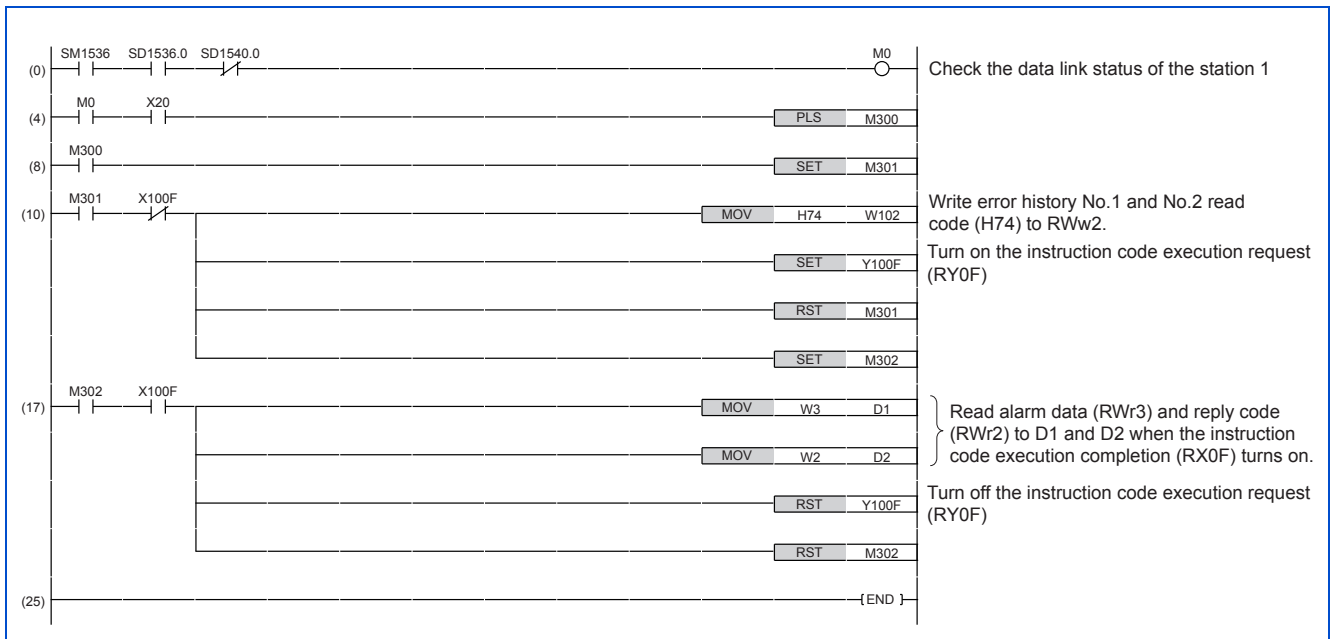 SM1536 SD1536.0 SD1540.0 M0
(0) Check the data link status of the station 1
M0 X20
(4) PLS M300
M300
(8) SET M301
M301 X100F
(10) MOV H74 W102
Write error history No.1 and No.2 read
code (H74) to RWw2.
SET Y100F
Turn on the instruction code execution request
(RY0F)
RST M301
SET M302
M302 X100F
(17) MOV W3 D1
MOV W2 D2
Read alarm data (RWr3) and reply code
(RWr2) to D1 and D2 when the instruction
code execution completion (RX0F) turns on.
RST Y100F
Turn off the instruction code execution request
(RY0F)
RST M302
(25) END